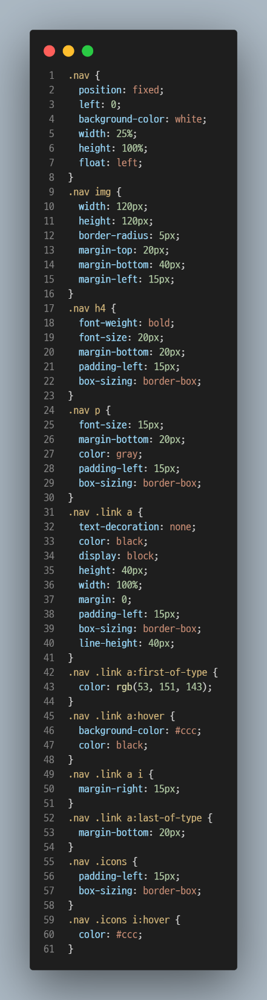 1 .nav {
2   position: fixed;
3   left: 0;
4   background-color: white;
5   width: 25%;
6   height: 100%;
7   float: left;
8 }
9 .nav img {
10   width: 120px;
11   height: 120px;
12   border-radius: 5px;
13   margin-top: 20px;
14   margin-bottom: 40px;
15   margin-left: 15px;
16 }
17 .nav h4 {
18   font-weight: bold;
19   font-size: 20px;
20   margin-bottom: 20px;
21   padding-left: 15px;
22   box-sizing: border-box;
23 }
24 .nav p {
25   font-size: 15px;
26   margin-bottom: 20px;
27   color: gray;
28   padding-left: 15px;
29   box-sizing: border-box;
30 }
31 .nav .link a {
32   text-decoration: none;
33   color: black;
34   display: block;
35   height: 40px;
36   width: 100%;
37   margin: 0;
38   padding-left: 15px;
39   box-sizing: border-box;
40   line-height: 40px;
41 }
42 .nav .link a:first-of-type {
43   color: rgb(53, 151, 143);
44 }
45 .nav .link a:hover {
46   background-color: #ccc;
47   color: black;
48 }
49 .nav .link a i {
50   margin-right: 15px;
51 }
52 .nav .link a:last-of-type {
53   margin-bottom: 20px;
54 }
55 .nav .icons {
56   padding-left: 15px;
57   box-sizing: border-box;
58 }
59 .nav .icons i:hover {
60   color: #ccc;
61 }